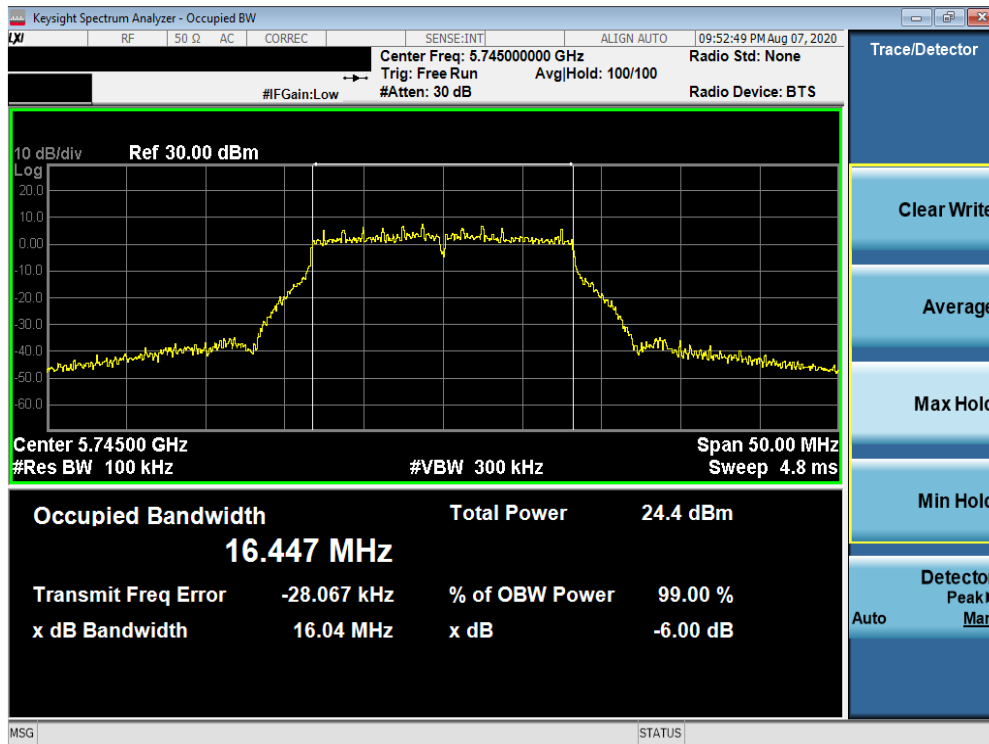 Keysight Spectrum Analyzer - Occupied BW
LXI RF 50 Ω AC CORREC SENSE:INT ALIGN AUTO 09:52:49 PM Aug 07, 2020
Center Freq: 5.745000000 GHz Radio Std: None
Trig: Free Run Avg|Hold: 100/100
#IFGain:Low #Atten: 30 dB Radio Device: BTS
10 dB/div Ref 30.00 dBm
Log
20.0
10.0
0.00
-10.0
-20.0
-30.0
-40.0
-50.0
-60.0
Center 5.74500 GHz Span 50.00 MHz
#Res BW 100 kHz #VBW 300 kHz Sweep 4.8 ms
Occupied Bandwidth Total Power 24.4 dBm
16.447 MHz
Transmit Freq Error -28.067 kHz % of OBW Power 99.00 %
x dB Bandwidth 16.04 MHz x dB -6.00 dB
MSG STATUS
Trace/Detector
Clear Write
Average
Max Hold
Min Hold
Detector
Peak
Auto Man